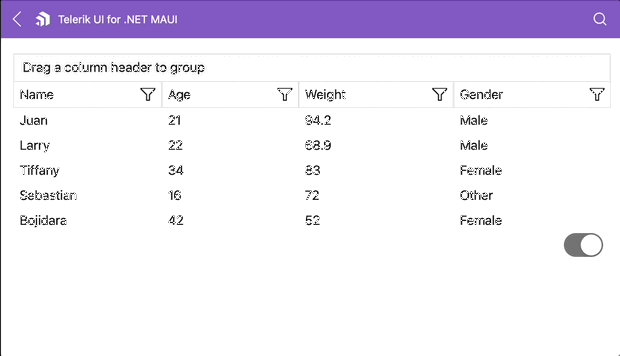 Telerik UI for .NET MAUI
Drag a column header to group
Name Age Weight Gender
Juan 21 94.2 Male
Larry 22 68.9 Male
Tiffany 34 83 Female
Sebastian 16 72 Other
Bojidara 42 52 Female